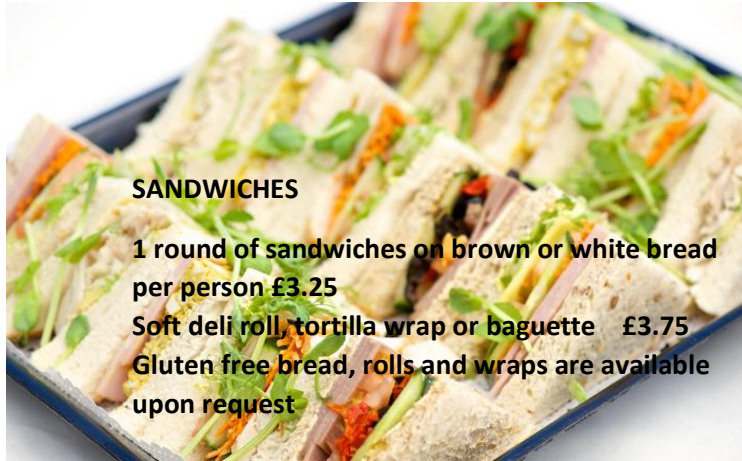 SANDWICHES
1 round of sandwiches on brown or white bread
per person £3.25
Soft deli roll, tortilla wrap or baguette £3.75
Gluten free bread, rolls and wraps are available
upon request